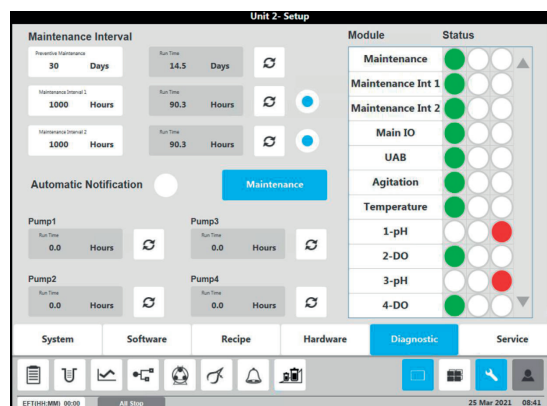 Unit 2- Setup
Maintenance Interval
Module Status
Preventive Maintenance
30 Days
Run Time
14.5 Days
Maintenance Interval 1
1000 Hours
Run Time
90.3 Hours
Maintenance Interval 2
1000 Hours
Run Time
90.3 Hours
Automatic Notification
Maintenance
Pump1
Run Time
0.0 Hours
Pump3
Run Time
0.0 Hours
Pump2
Run Time
0.0 Hours
Pump4
Run Time
0.0 Hours
Maintenance
Maintenance Int 1
Maintenance Int 2
Main IO
UAB
Agitation
Temperature
1-pH
2-DO
3-pH
4-DO
System Software Recipe Hardware Diagnostic Service
EFT(HH:MM) 00:00 All Stop 25 Mar 2021 08:41